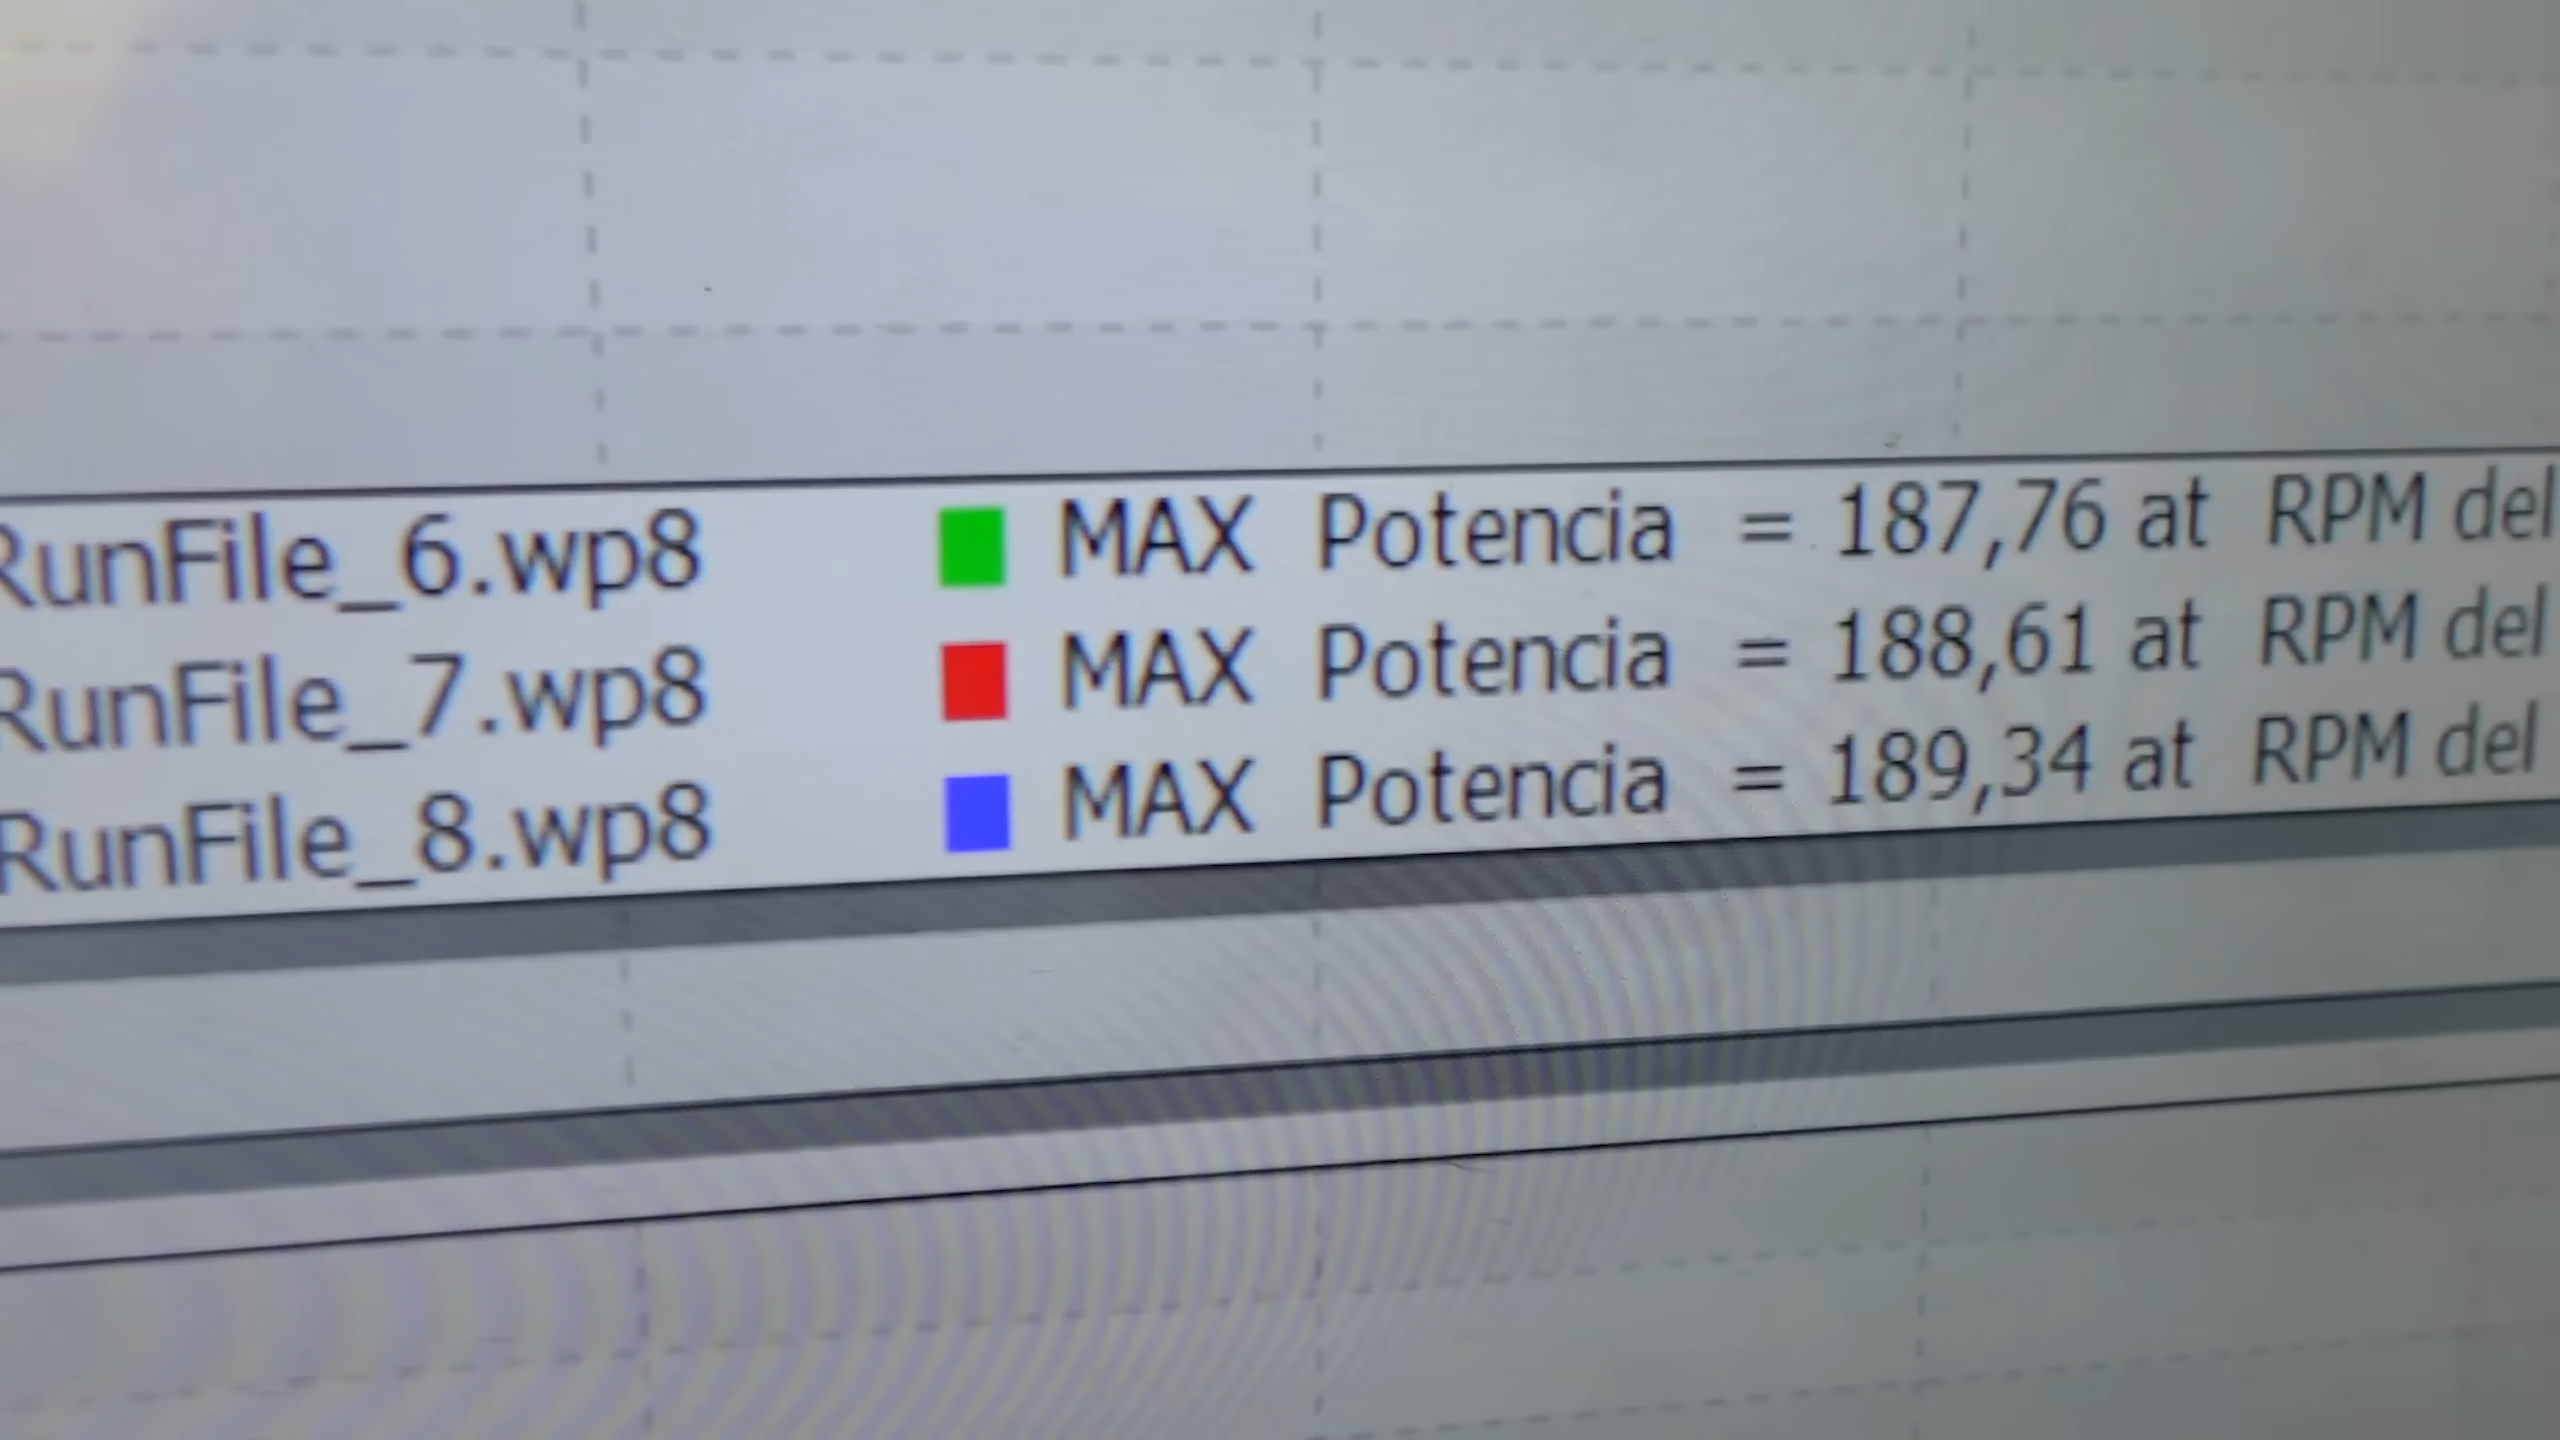 RunFile_6.wp8 MAX Potencia = 187,76 at RPM del
RunFile_7.wp8 MAX Potencia = 188,61 at RPM del
RunFile_8.wp8 MAX Potencia = 189,34 at RPM del